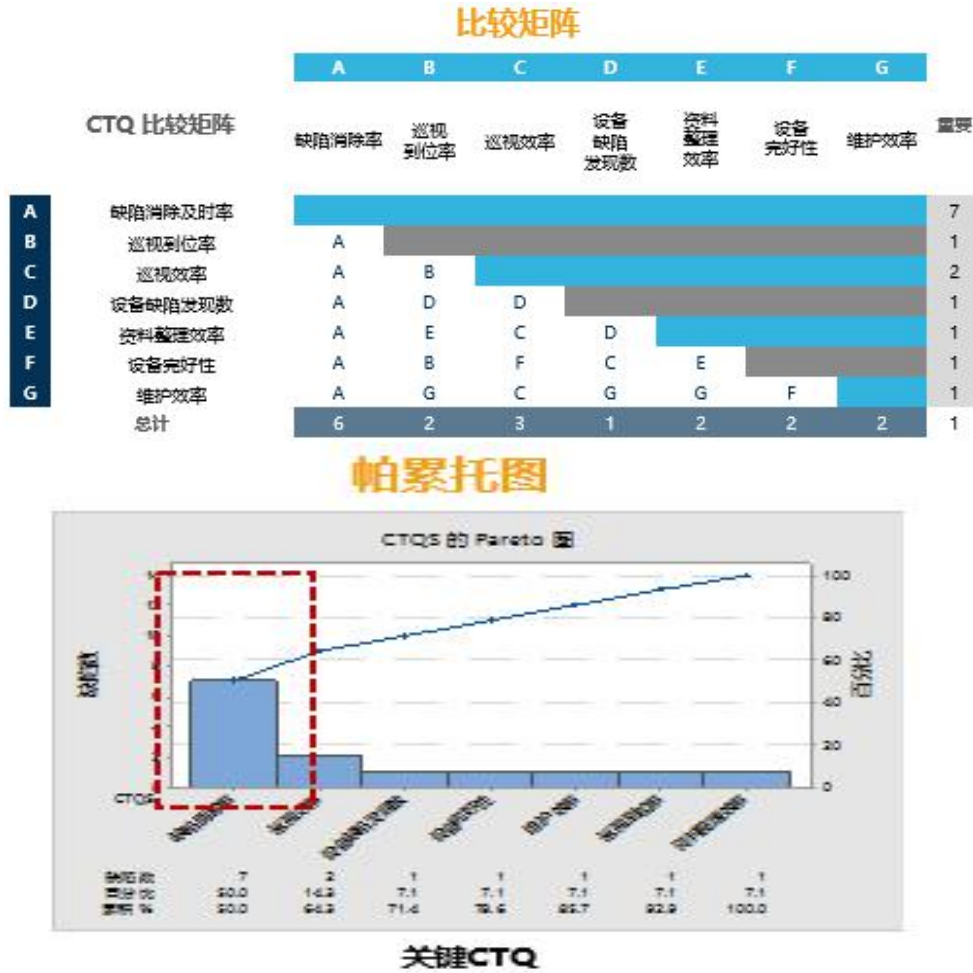 比较矩阵
A B C D E F G
CTQ 比较矩阵 缺陷消除率 巡视到位率 巡视效率 设备缺陷发现数 资料整理效率 设备完好性 维护效率 重要
A 缺陷消除及时率 7
B 巡视到位率 A 1
C 巡视效率 A B 2
D 设备缺陷发现数 A D D 1
E 资料整理效率 A E C D 1
F 设备完好性 A B F C E 1
G 维护效率 A G C G G F 1
总计 6 2 3 1 2 2 2 1
帕累托图
CTQS 的 Pareto 图
缺陷数
百分比
100
80
60
40
20
0
CTQS
缺陷数 7 2 1 1 1 1 1
百分比 50.0 14.3 7.1 7.1 7.1 7.1 7.1
累积 % 50.0 64.3 71.4 78.6 85.7 92.9 100.0
关键CTQ